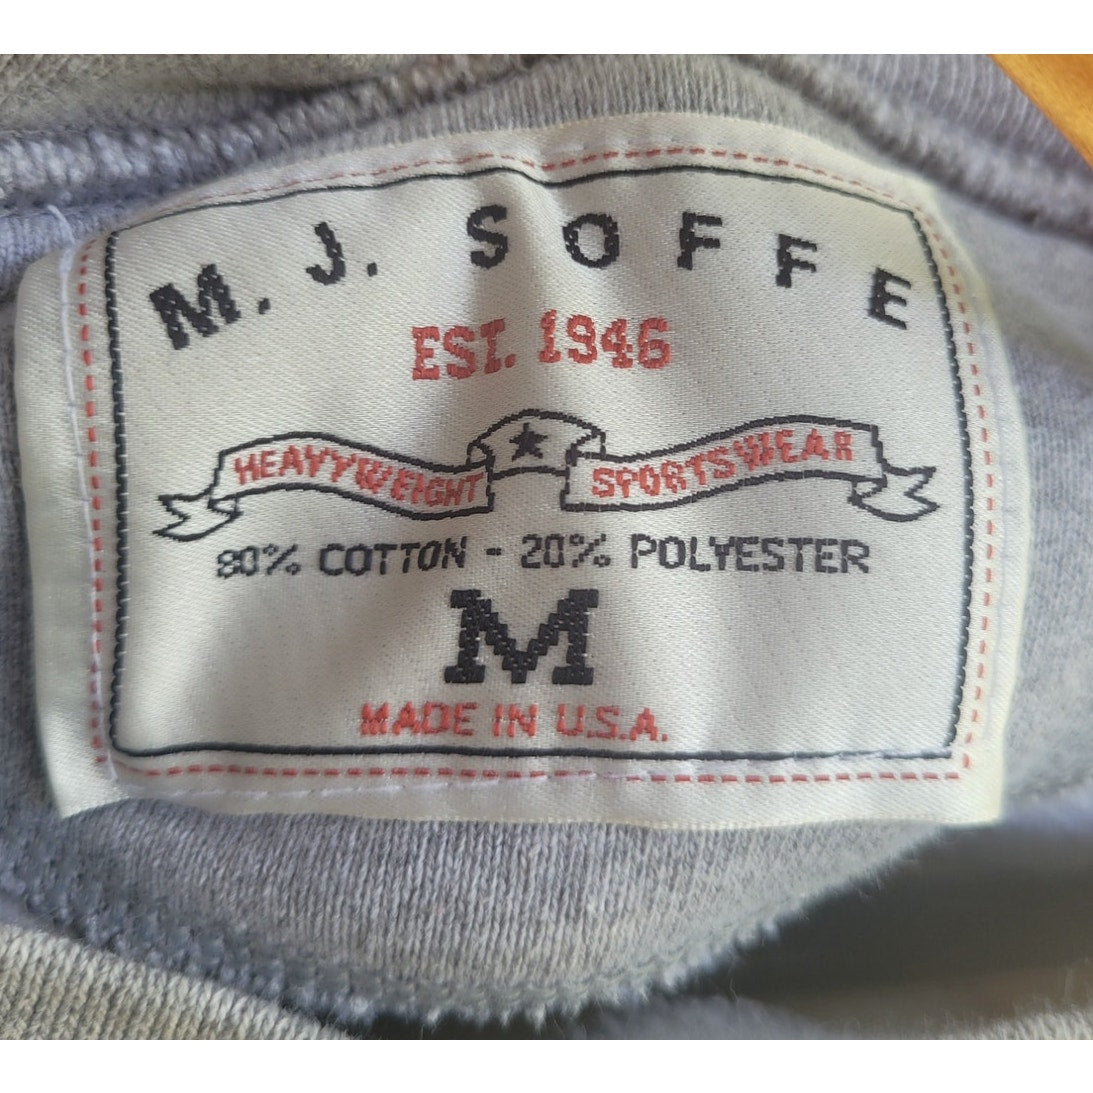 M. J. SOFFE
EST. 1946
HEAVYWEIGHT ★ SPORTSWEAR
80% COTTON - 20% POLYESTER
M
MADE IN U.S.A.